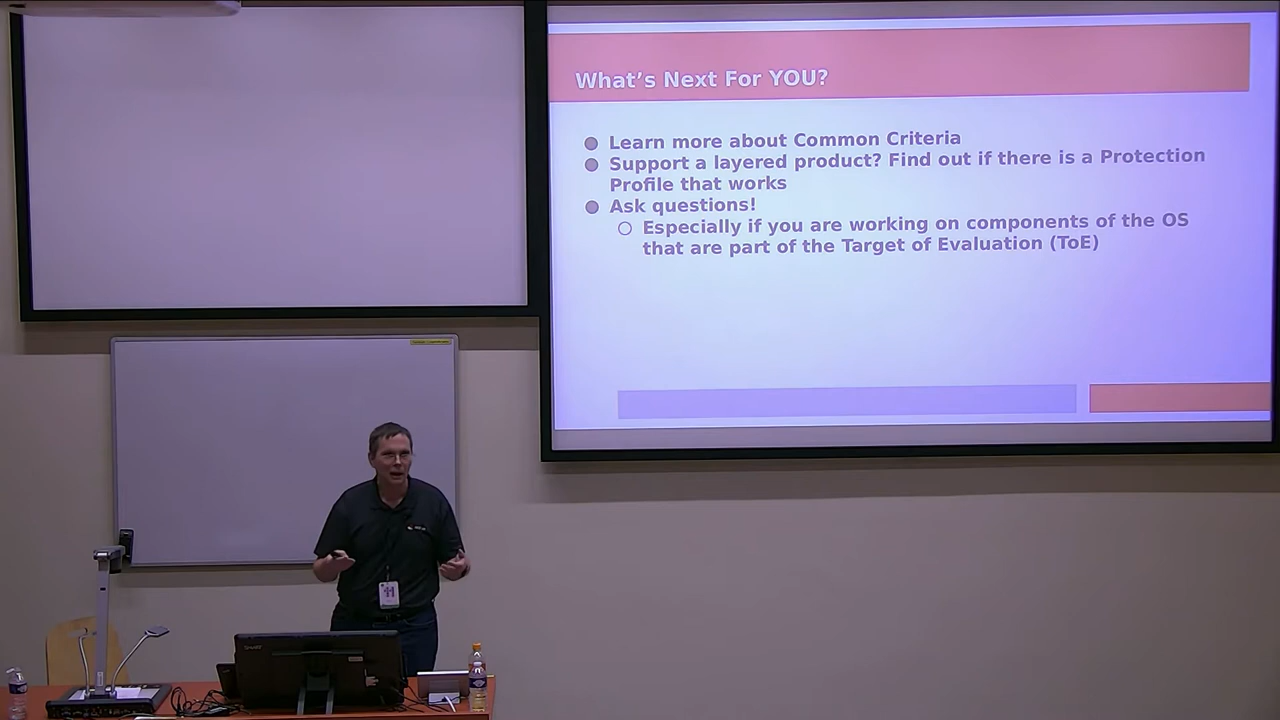 What's Next For YOU?
Learn more about Common Criteria
Support a layered product? Find out if there is a Protection
Profile that works
Ask questions!
Especially if you are working on components of the OS
that are part of the Target of Evaluation (ToE)